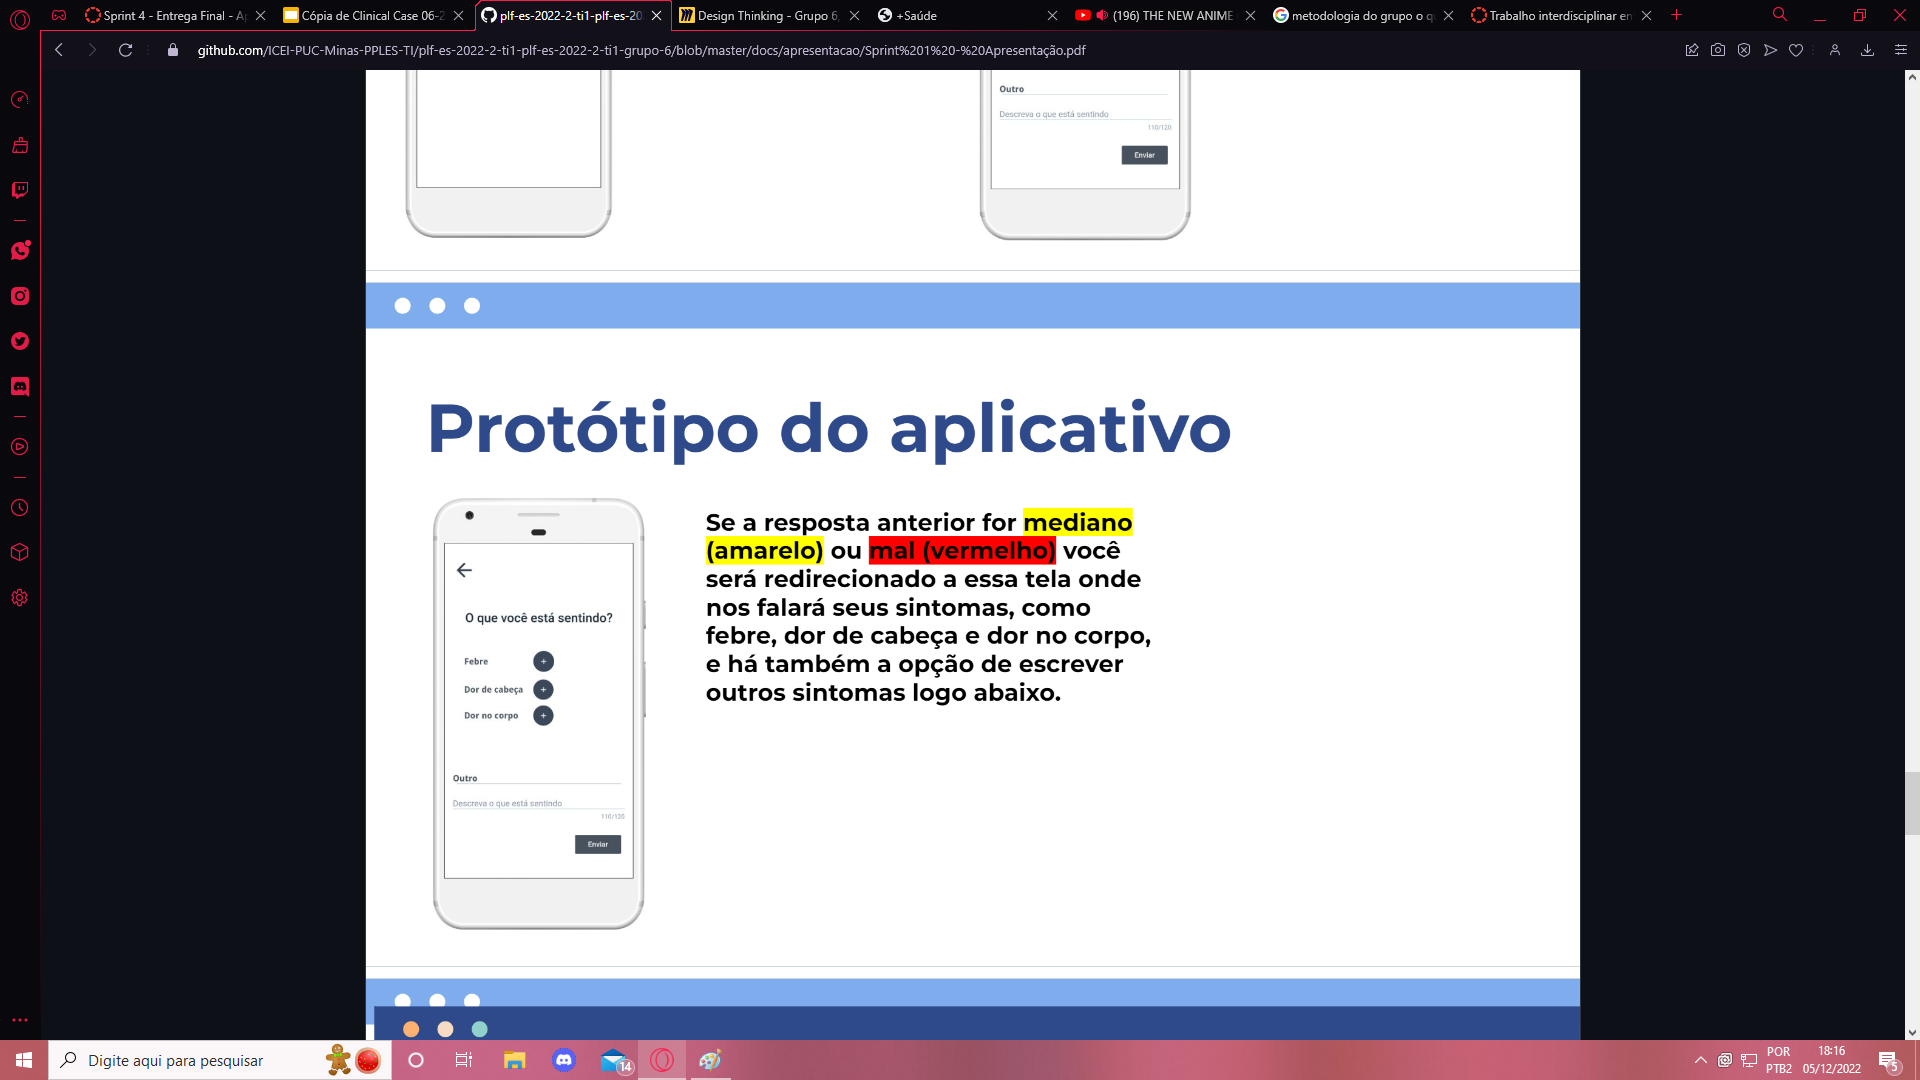 Sprint 4 - Entrega Final - A
Cópia de Clinical Case 06-2
plf-es-2022-2-ti1-plf-es-20
Design Thinking - Grupo 6,
+Saúde
(196) THE NEW ANIME
metodologia do grupo o q
Trabalho interdisciplinar em
github.com/ICEI-PUC-Minas-PPLES-TI/plf-es-2022-2-ti1-plf-es-2022-2-ti1-grupo-6/blob/master/docs/apresentacao/Sprint%201%20-%20Apresentação.pdf
Outro
Descreva o que está sentindo
110/120
Enviar
Protótipo do aplicativo
O que você está sentindo?
Febre +
Dor de cabeça +
Dor no corpo +
Outro
Descreva o que está sentindo
110/120
Enviar
Se a resposta anterior for mediano
(amarelo) ou mal (vermelho) você
será redirecionado a essa tela onde
nos falará seus sintomas, como
febre, dor de cabeça e dor no corpo,
e há também a opção de escrever
outros sintomas logo abaixo.
Digite aqui para pesquisar
14
POR
PTB2
18:16
05/12/2022
5